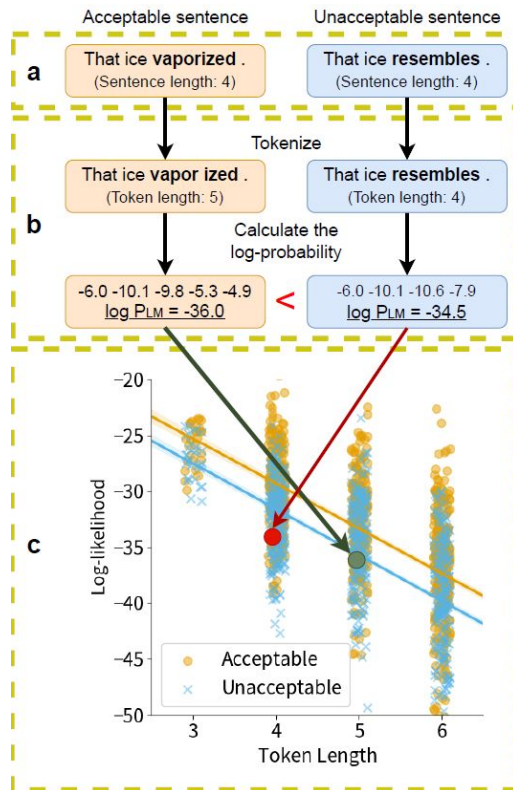 Acceptable sentence Unacceptable sentence
a
That ice vaporized . That ice resembles .
(Sentence length: 4) (Sentence length: 4)
Tokenize
That ice vapor ized . That ice resembles .
(Token length: 5) (Token length: 4)
b
Calculate the
log-probability
-6.0 -10.1 -9.8 -5.3 -4.9 < -6.0 -10.1 -10.6 -7.9
log PLM = -36.0 log PLM = -34.5
c
−20
−25
−30
−35
−40
−45
−50
Log-likelihood
Acceptable
Unacceptable
3 4 5 6
Token Length